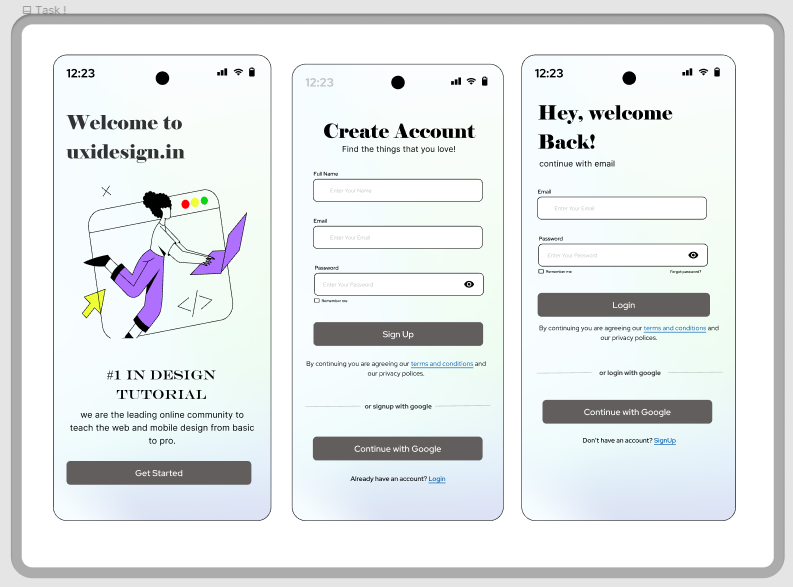 Task !
12:23
Welcome to
uxidesign.in
</>
#1 IN DESIGN
TUTORIAL
we are the leading online community to
teach the web and mobile design from basic
to pro.
Get Started
12:23
Create Account
Find the things that you love!
Full Name
Enter Your Name
Email
Enter Your Email
Password
Enter Your Password
Remember me
Sign Up
By continuing you are agreeing our terms and conditions and
our privacy polices.
or signup with google
Continue with Google
Already have an account? Login
12:23
Hey, welcome
Back!
continue with email
Email
Enter Your Email
Password
Enter Your Password
Remember me
Forgot password?
Login
By continuing you are agreeing our terms and conditions and
our privacy polices.
or login with google
Continue with Google
Don't have an account? SignUp